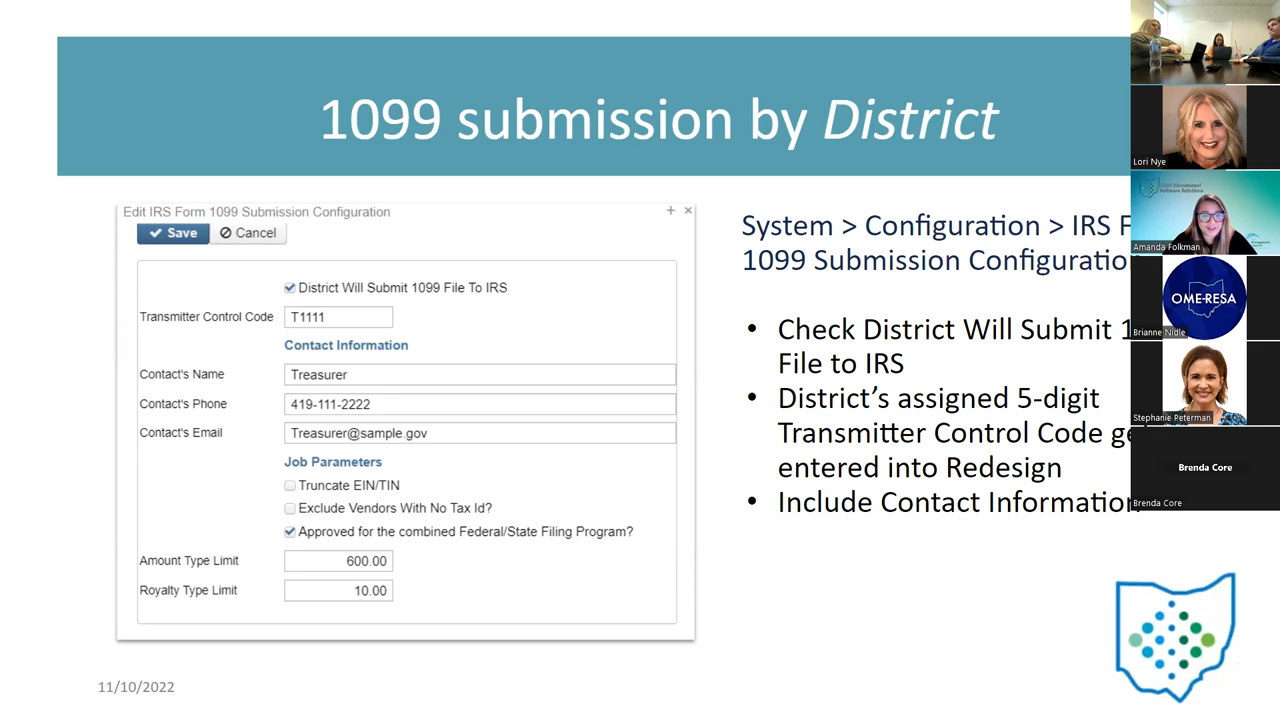 1099 submission by District
Edit IRS Form 1099 Submission Configuration
Save
Cancel
District Will Submit 1099 File To IRS
Transmitter Control Code
T1111
Contact Information
Contact's Name
Treasurer
Contact's Phone
419-111-2222
Contact's Email
Treasurer@sample.gov
Job Parameters
Truncate EIN/TIN
Exclude Vendors With No Tax Id?
Approved for the combined Federal/State Filing Program?
Amount Type Limit
600.00
Royalty Type Limit
10.00
System > Configuration > IRS F
1099 Submission Configuratio
• Check District Will Submit 1
File to IRS
• District's assigned 5-digit
Transmitter Control Code ge
entered into Redesign
• Include Contact Information
11/10/2022
Lori Nye
Software Solutions
Amanda Folkman
OME-RESA
Brianne Nidle
Stephanie Peterman
Brenda Core
Brenda Core